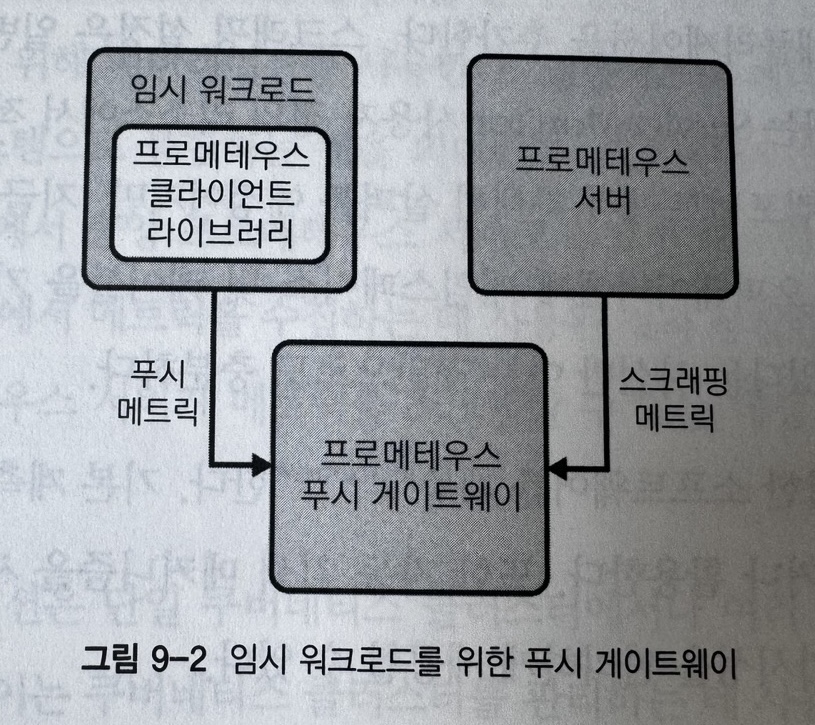 임시 워크로드
프로메테우스
클라이언트
라이브러리
프로메테우스
서버
푸시
메트릭
스크래핑
메트릭
프로메테우스
푸시 게이트웨이
그림 9-2 임시 워크로드를 위한 푸시 게이트웨이